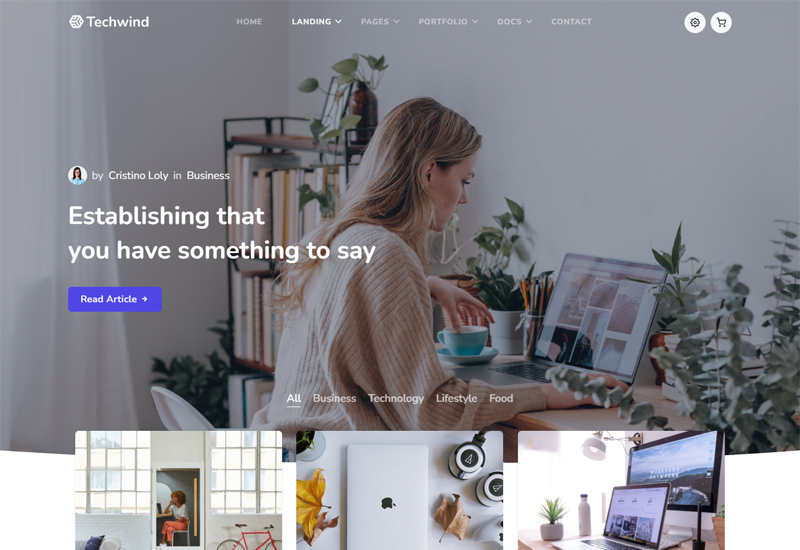 Techwind
HOME LANDING PAGES PORTFOLIO DOCS CONTACT
by Cristino Loly in Business
Establishing that
you have something to say
Read Article
All Business Technology Lifestyle Food